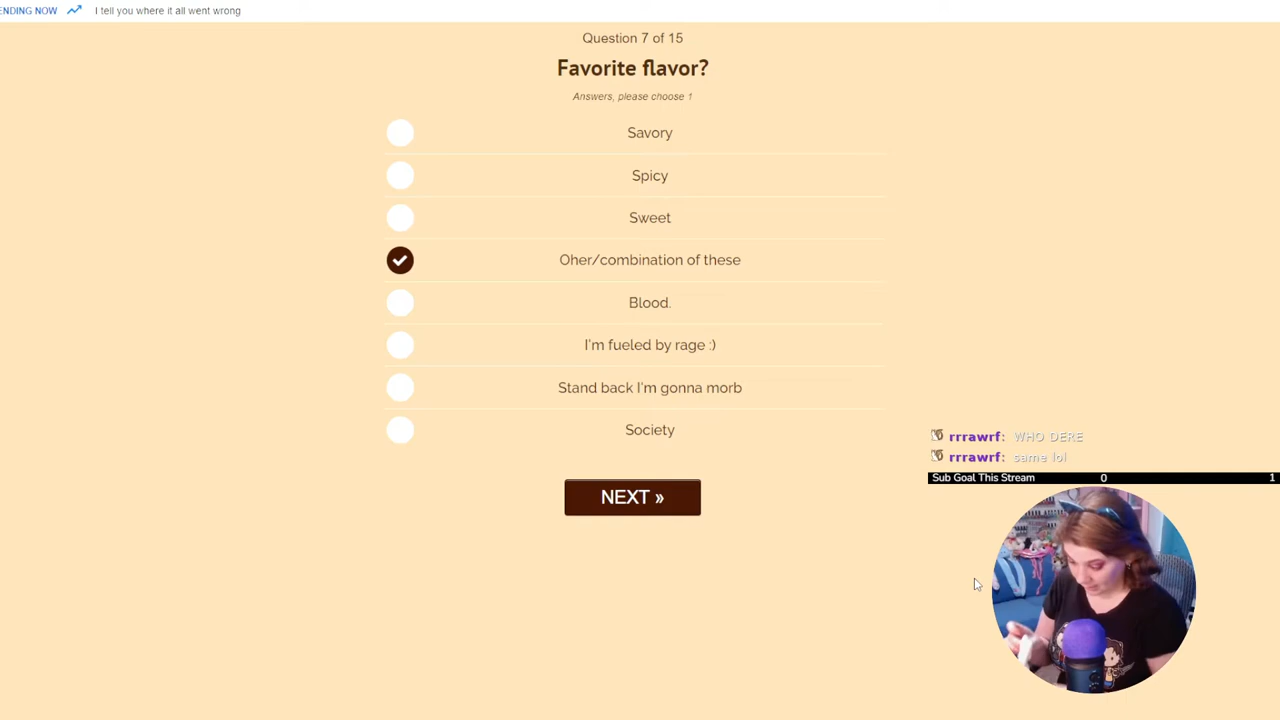 ENDING NOW
I tell you where it all went wrong
Question 7 of 15
Favorite flavor?
Answers, please choose 1
Savory
Spicy
Sweet
Oher/combination of these
Blood.
I'm fueled by rage :)
Stand back I'm gonna morb
Society
NEXT »
rrrawrf: WHO DERE
rrrawrf: same lol
Sub Goal This Stream 0 1